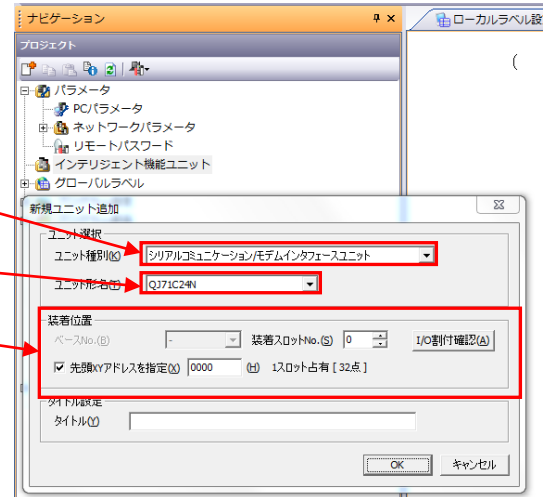 ナビゲーション
ローカルラベル設
プロジェクト
(
パラメータ
PCパラメータ
ネットワークパラメータ
リモートパスワード
インテリジェント機能ユニット
グローバルラベル
新規ユニット追加
ユニット選択
ユニット種別(K) シリアルコミュニケーション/モデムインタフェースユニット
ユニット形名(T) QJ71C24N
装着位置
ベースNo.(B) - 装着スロットNo.(S) 0 I/O割付確認(A)
先頭XYアドレスを指定(X) 0000 (H) 1スロット占有 [ 32点 ]
タイトル設定
タイトル(Y)
OK キャンセル